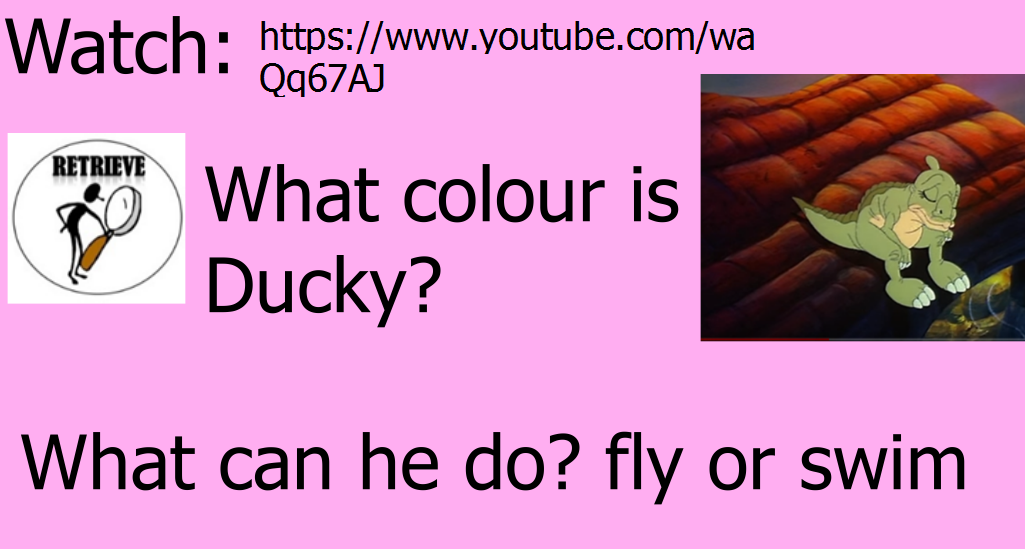 Watch:
https://www.youtube.com/wa
Qq67AJ
RETRIEVE
What colour is
Ducky?
What can he do? fly or swim